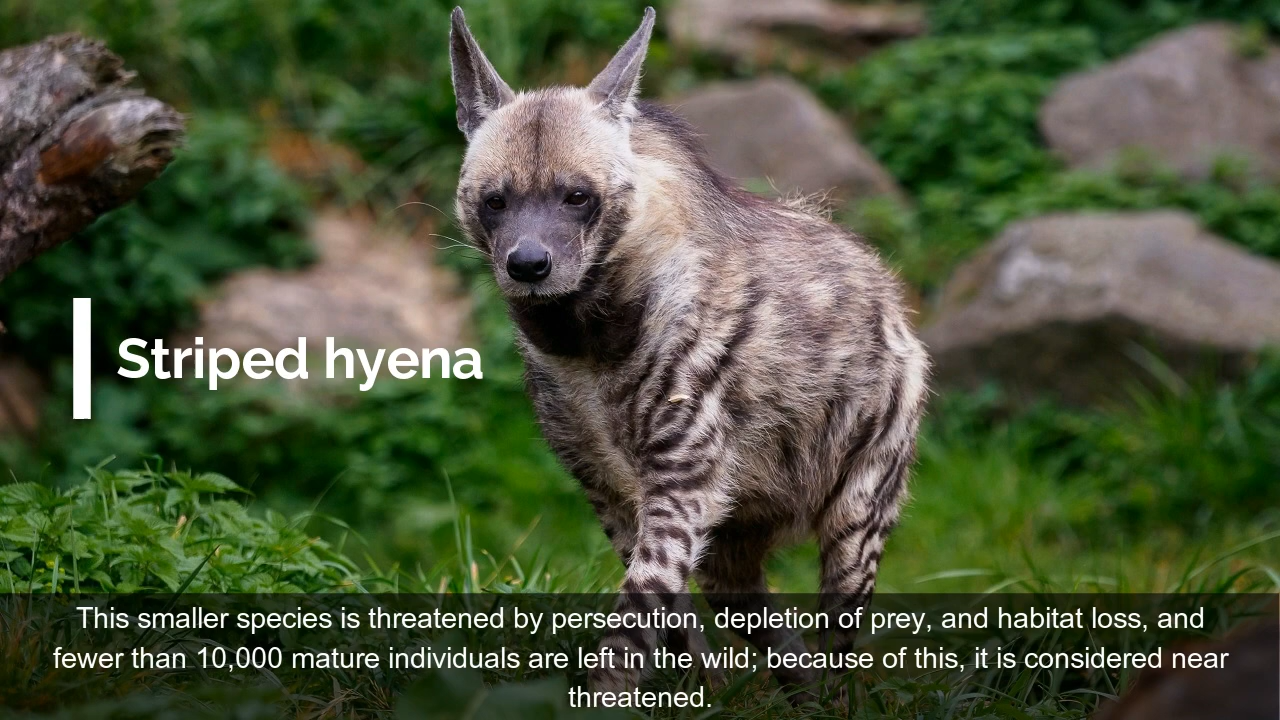 Striped hyena
This smaller species is threatened by persecution, depletion of prey, and habitat loss, and
fewer than 10,000 mature individuals are left in the wild; because of this, it is considered near
threatened.